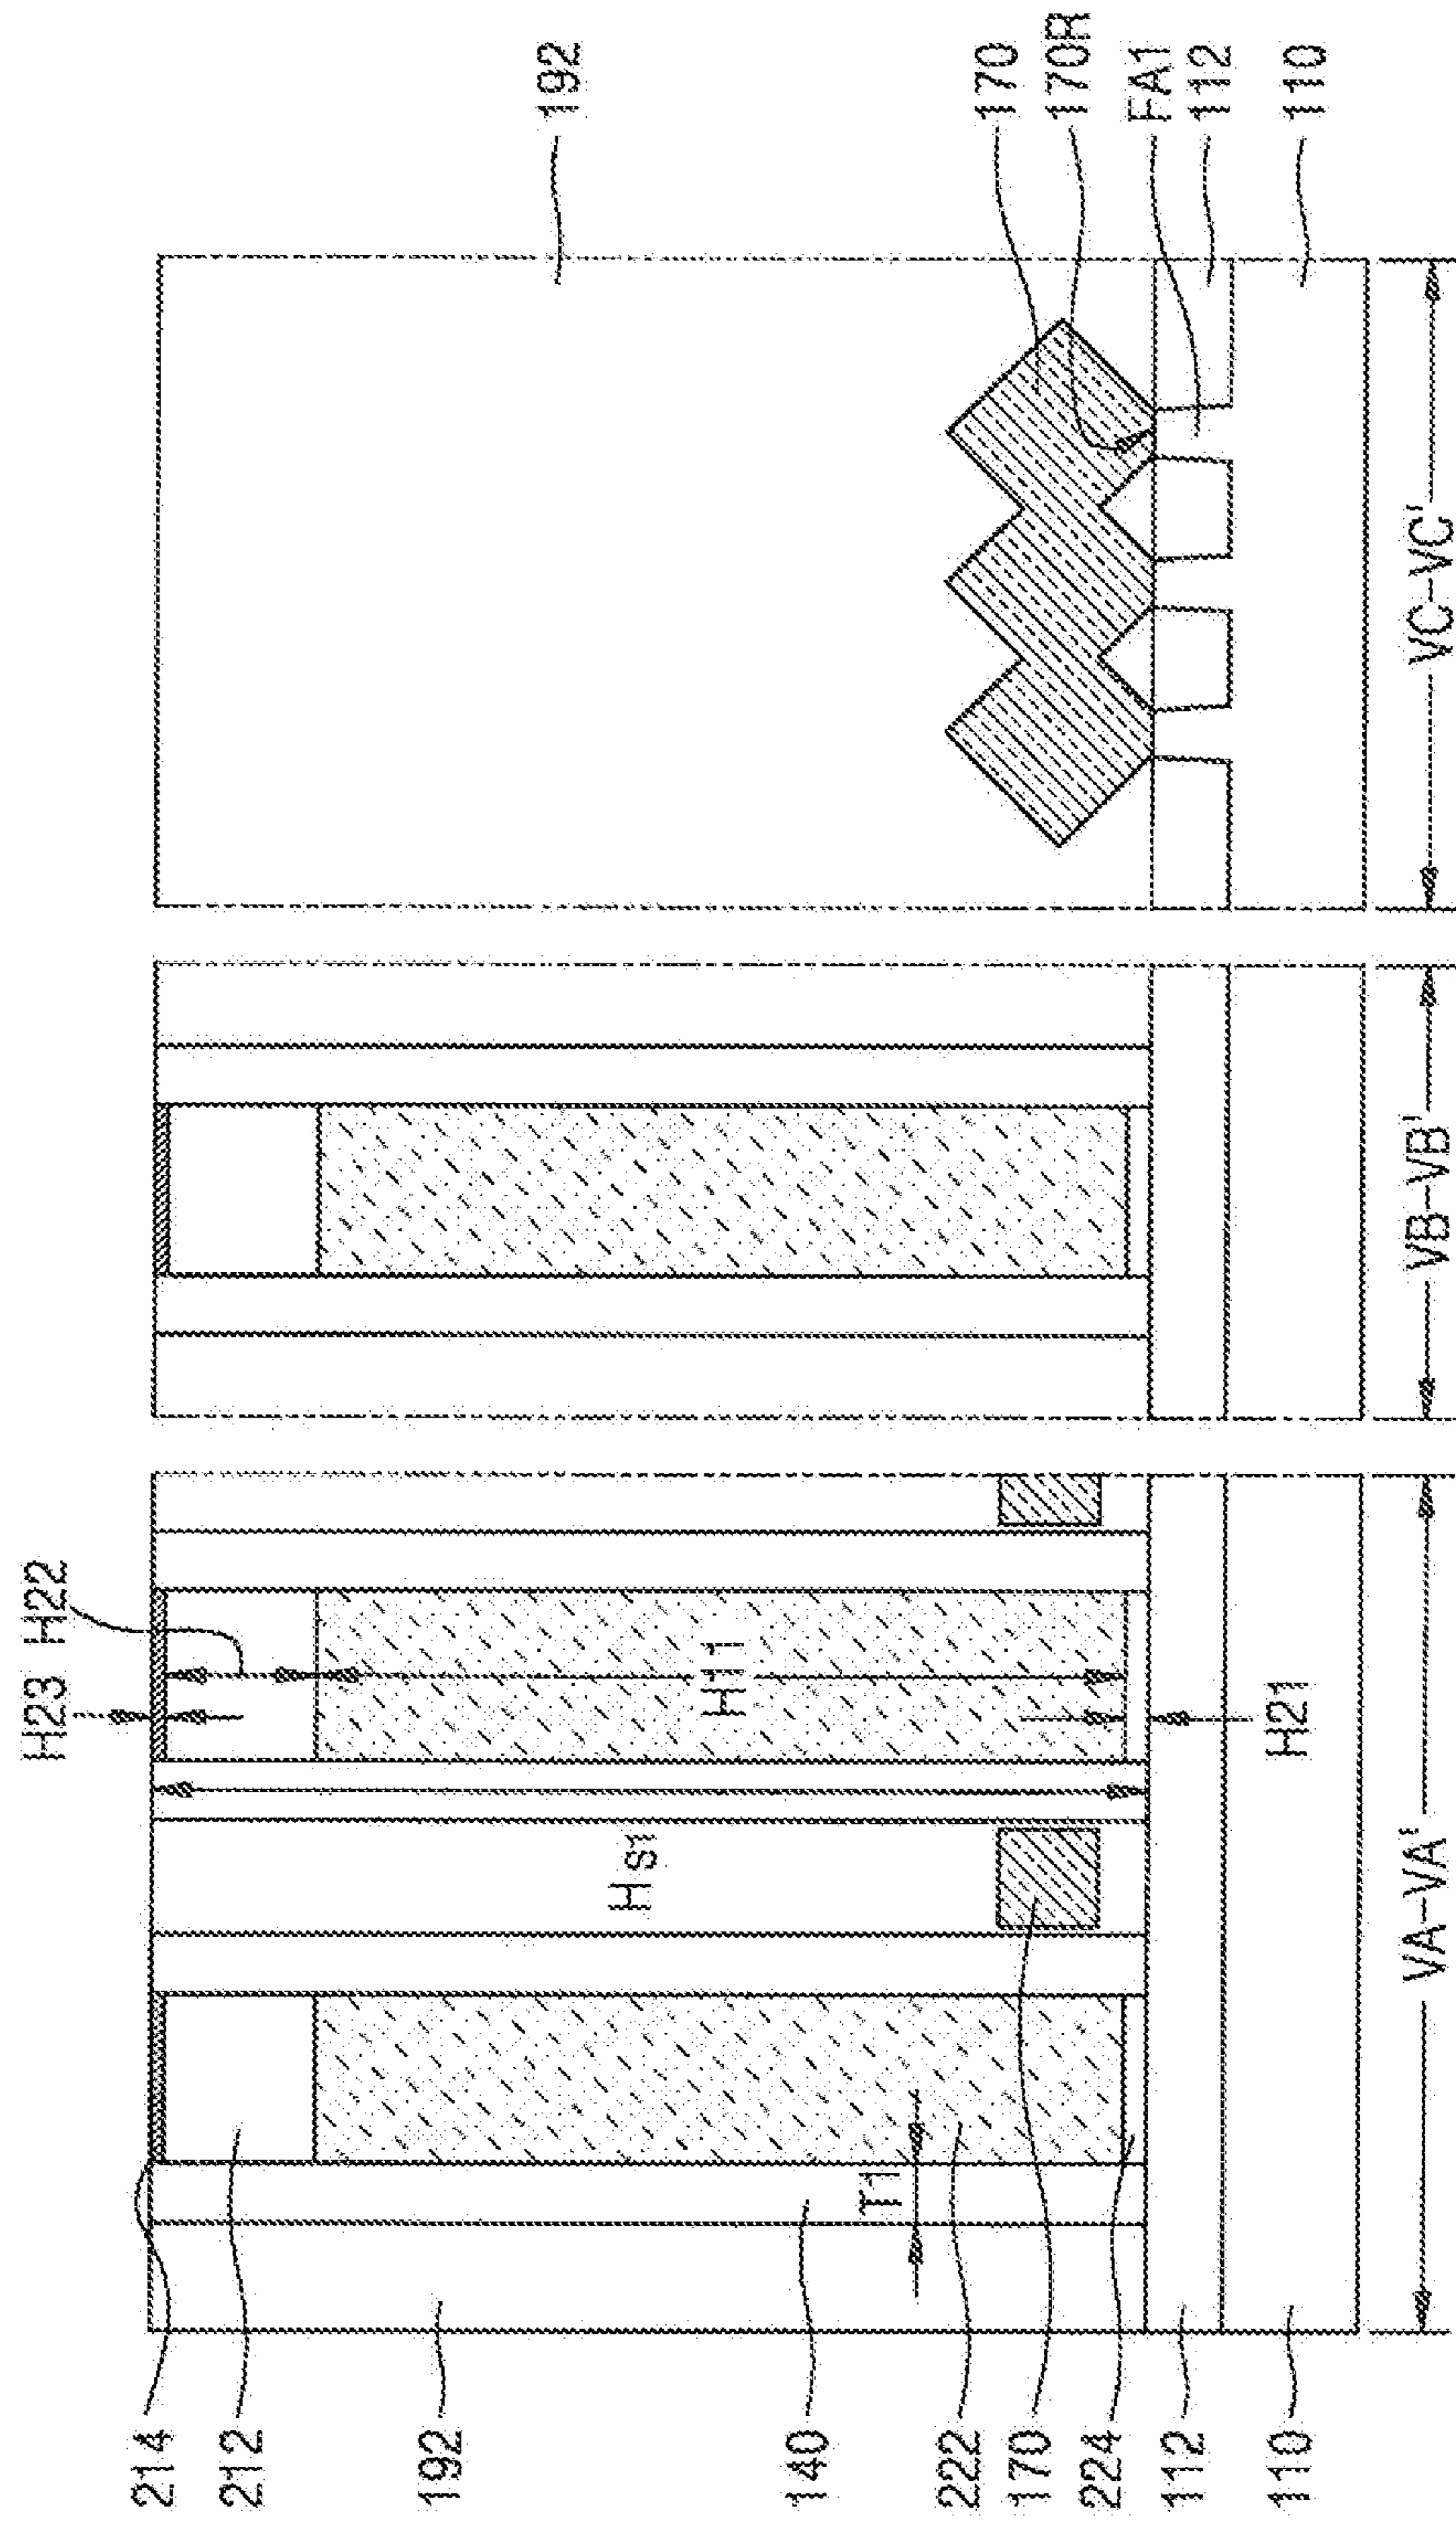 214
212
192
140
222
170
224
112
110
H23
H22
H11
Hs1
H21
T1
VA-VA'
VB-VB'
VC-VC'
192
170
170R
FA1
112
110